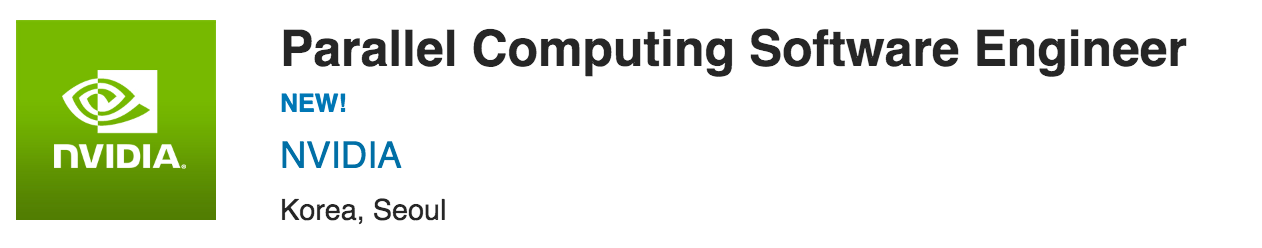 Parallel Computing Software Engineer
NEW!
NVIDIA
NVIDIA
Korea, Seoul